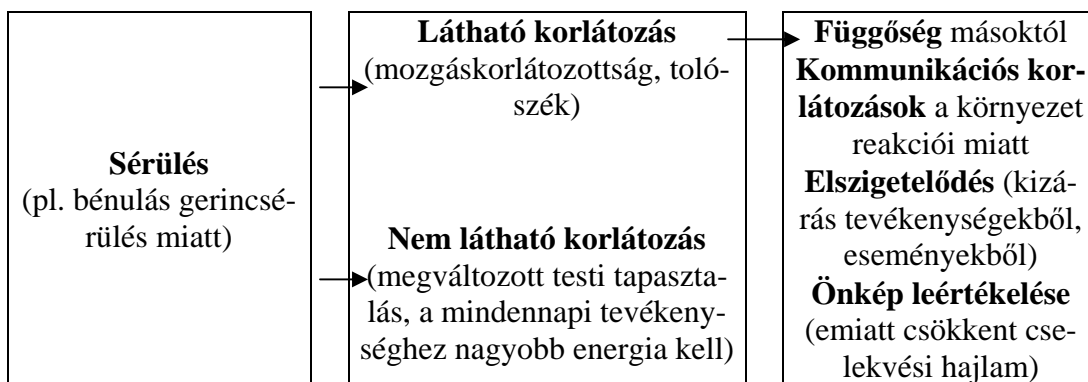 Sérülés
(pl. bénulás gerincsé-
rülés miatt)
Látható korlátozás
(mozgáskorlátozottság, toló-
szék)
Nem látható korlátozás
(megváltozott testi tapaszta-
lás, a mindennapi tevékeny-
séghez nagyobb energia kell)
Függőség másoktól
Kommunikációs kor-
látozások a környezet
reakciói miatt
Elszigetelődés (kizá-
rás tevékenységekből,
eseményekből)
Önkép leértékelése
(emiatt csökkent cse-
lekvési hajlam)